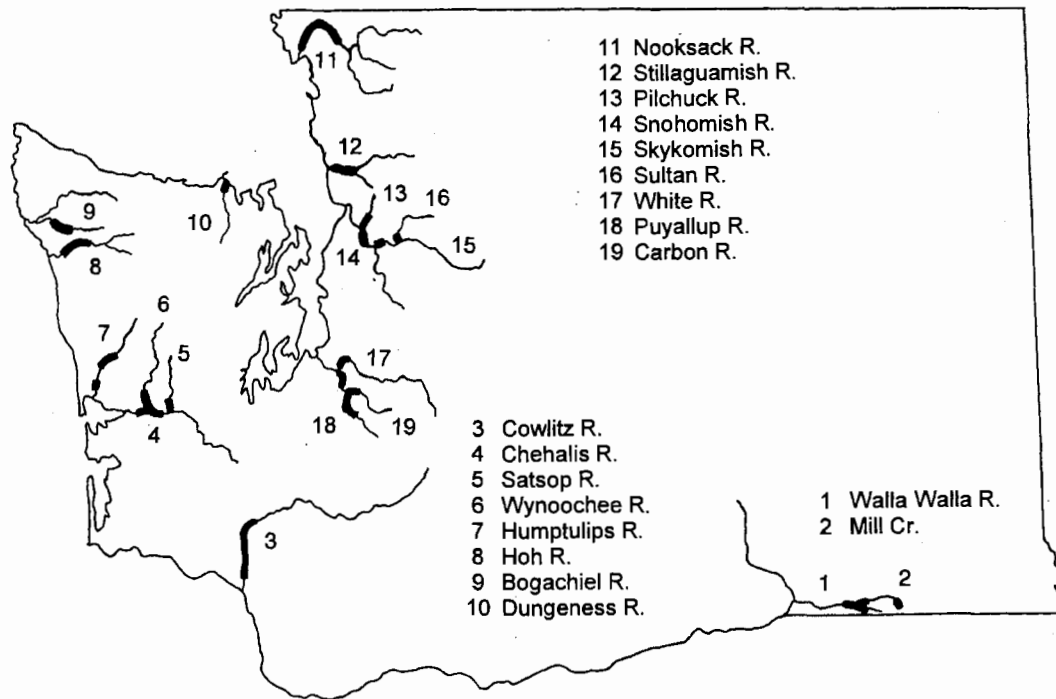 11 Nooksack R.
12 Stillaguamish R.
13 Pilchuck R.
14 Snohomish R.
15 Skykomish R.
16 Sultan R.
17 White R.
18 Puyallup R.
19 Carbon R.
11
12
13
16
9
10
14
15
8
6
7
5
17
18
19
4
3 Cowlitz R.
4 Chehalis R.
5 Satsop R.
6 Wynoochee R.
7 Humptulips R.
8 Hoh R.
9 Bogachiel R.
10 Dungeness R.
3
1 Walla Walla R.
2 Mill Cr.
1
2